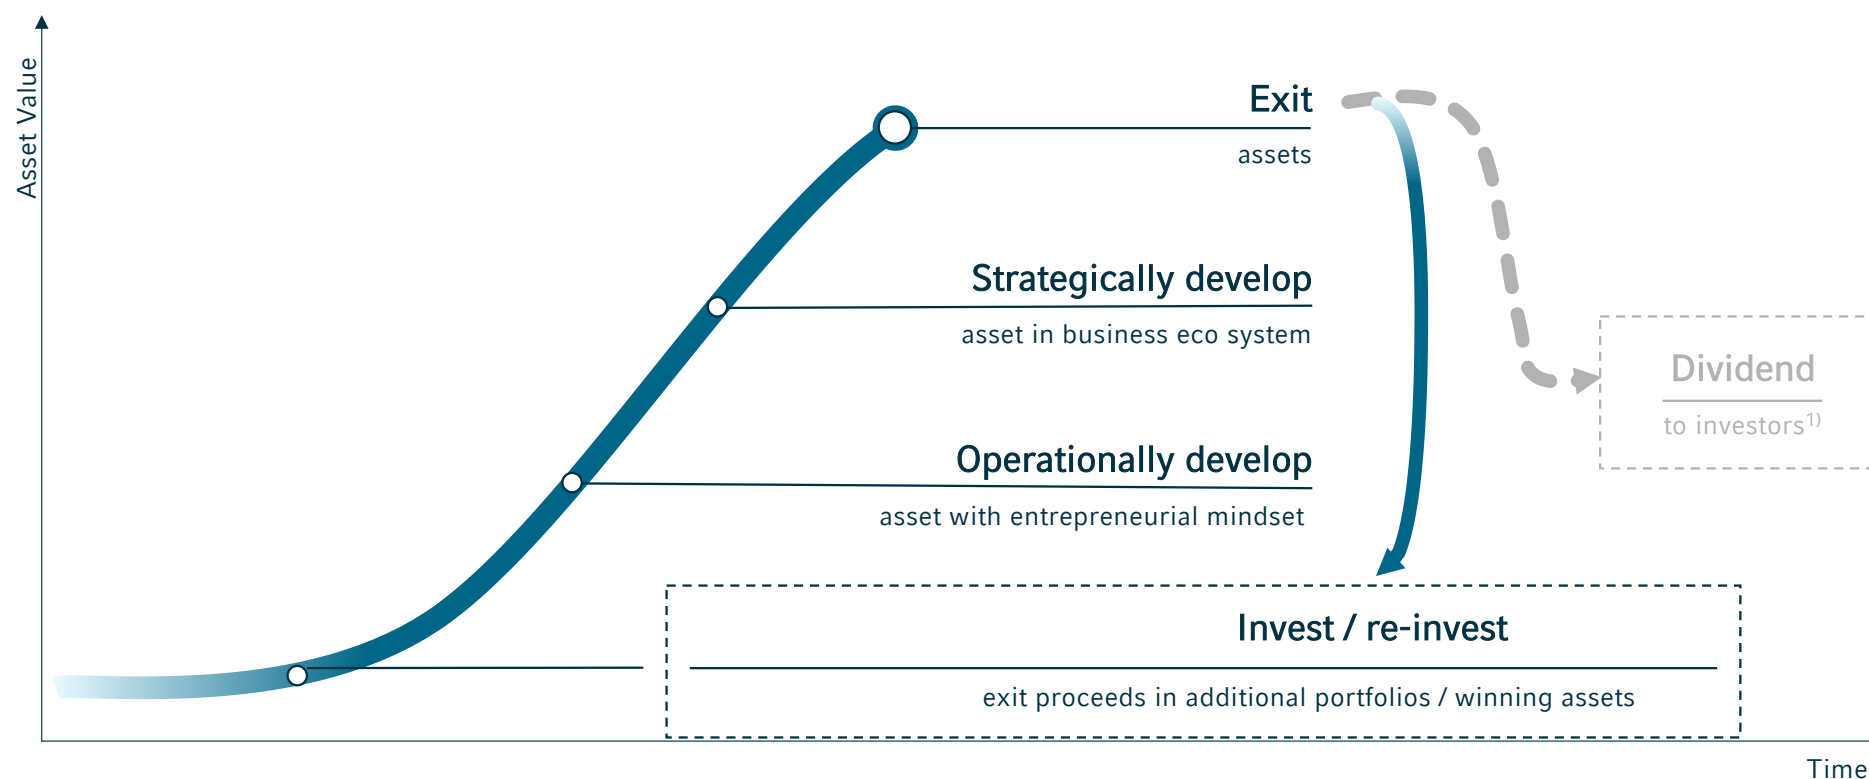 Asset Value
Exit
assets
Strategically develop
asset in business eco system
Dividend
to investors¹⁾
Operationally develop
asset with entrepreneurial mindset
Invest / re-invest
exit proceeds in additional portfolios / winning assets
Time